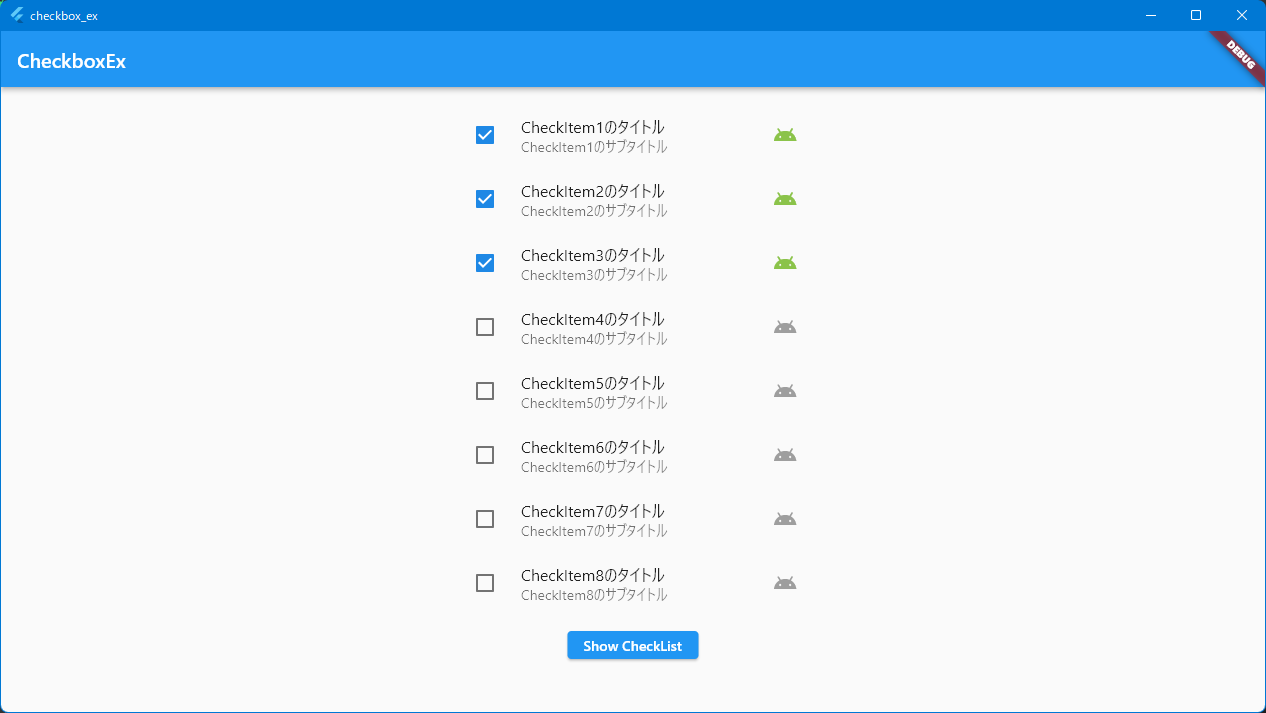 checkbox_ex
CheckboxEx
DEBUG
CheckItem1のタイトル
CheckItem1のサブタイトル
CheckItem2のタイトル
CheckItem2のサブタイトル
CheckItem3のタイトル
CheckItem3のサブタイトル
CheckItem4のタイトル
CheckItem4のサブタイトル
CheckItem5のタイトル
CheckItem5のサブタイトル
CheckItem6のタイトル
CheckItem6のサブタイトル
CheckItem7のタイトル
CheckItem7のサブタイトル
CheckItem8のタイトル
CheckItem8のサブタイトル
Show CheckList